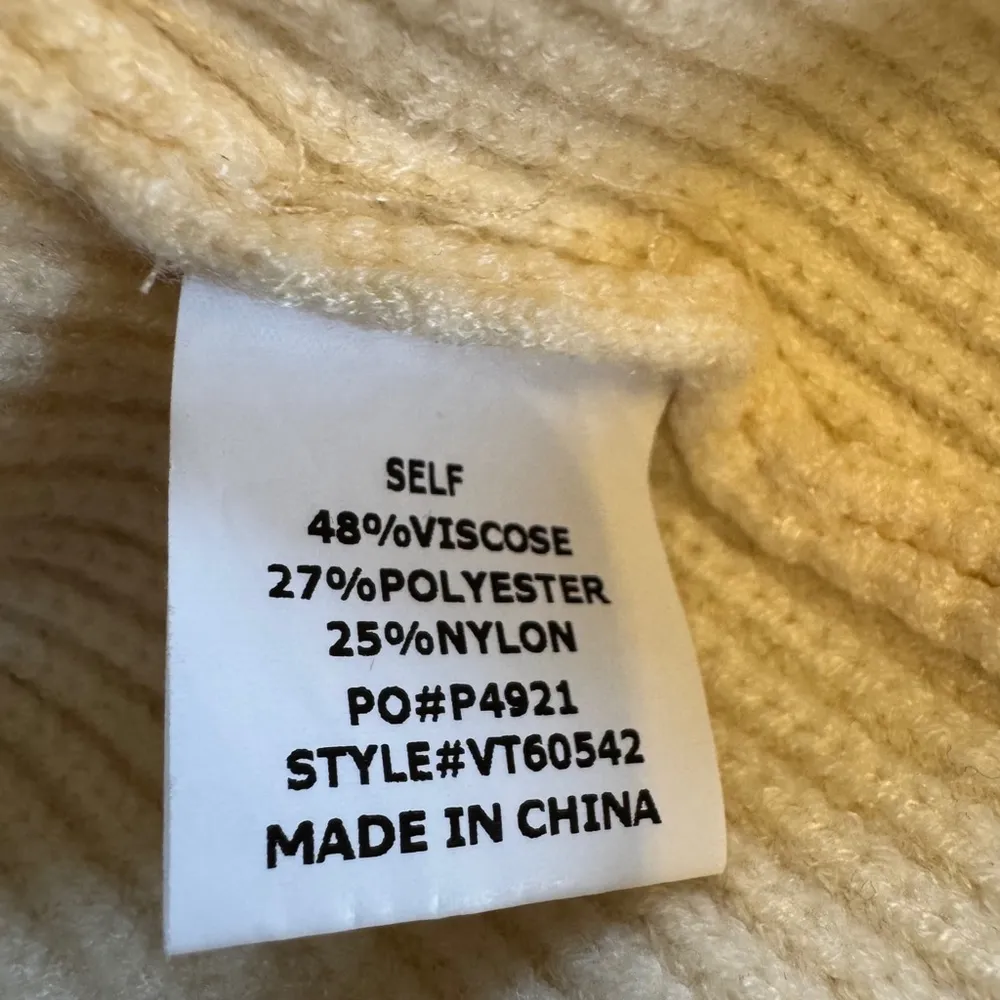 SELF
48%VISCOSE
27%POLYESTER
25%NYLON
PO#P4921
STYLE#VT60542
MADE IN CHINA